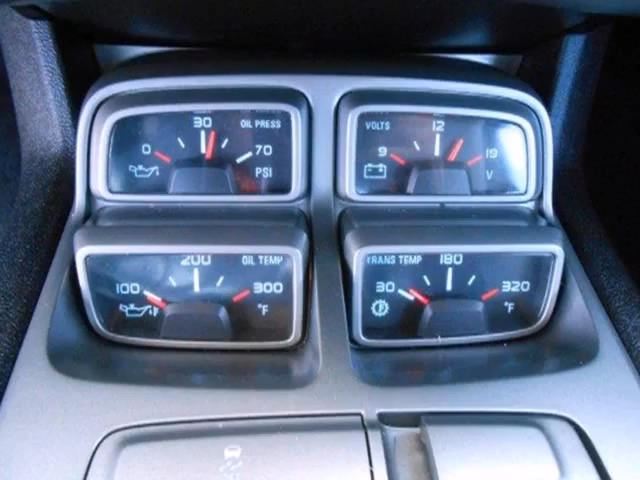 30 OIL PRESS
0 70
PSI
VOLTS 12
9 19
V
200 OIL TEMP
100 300
°F
TRANS TEMP 180
30 320
°F